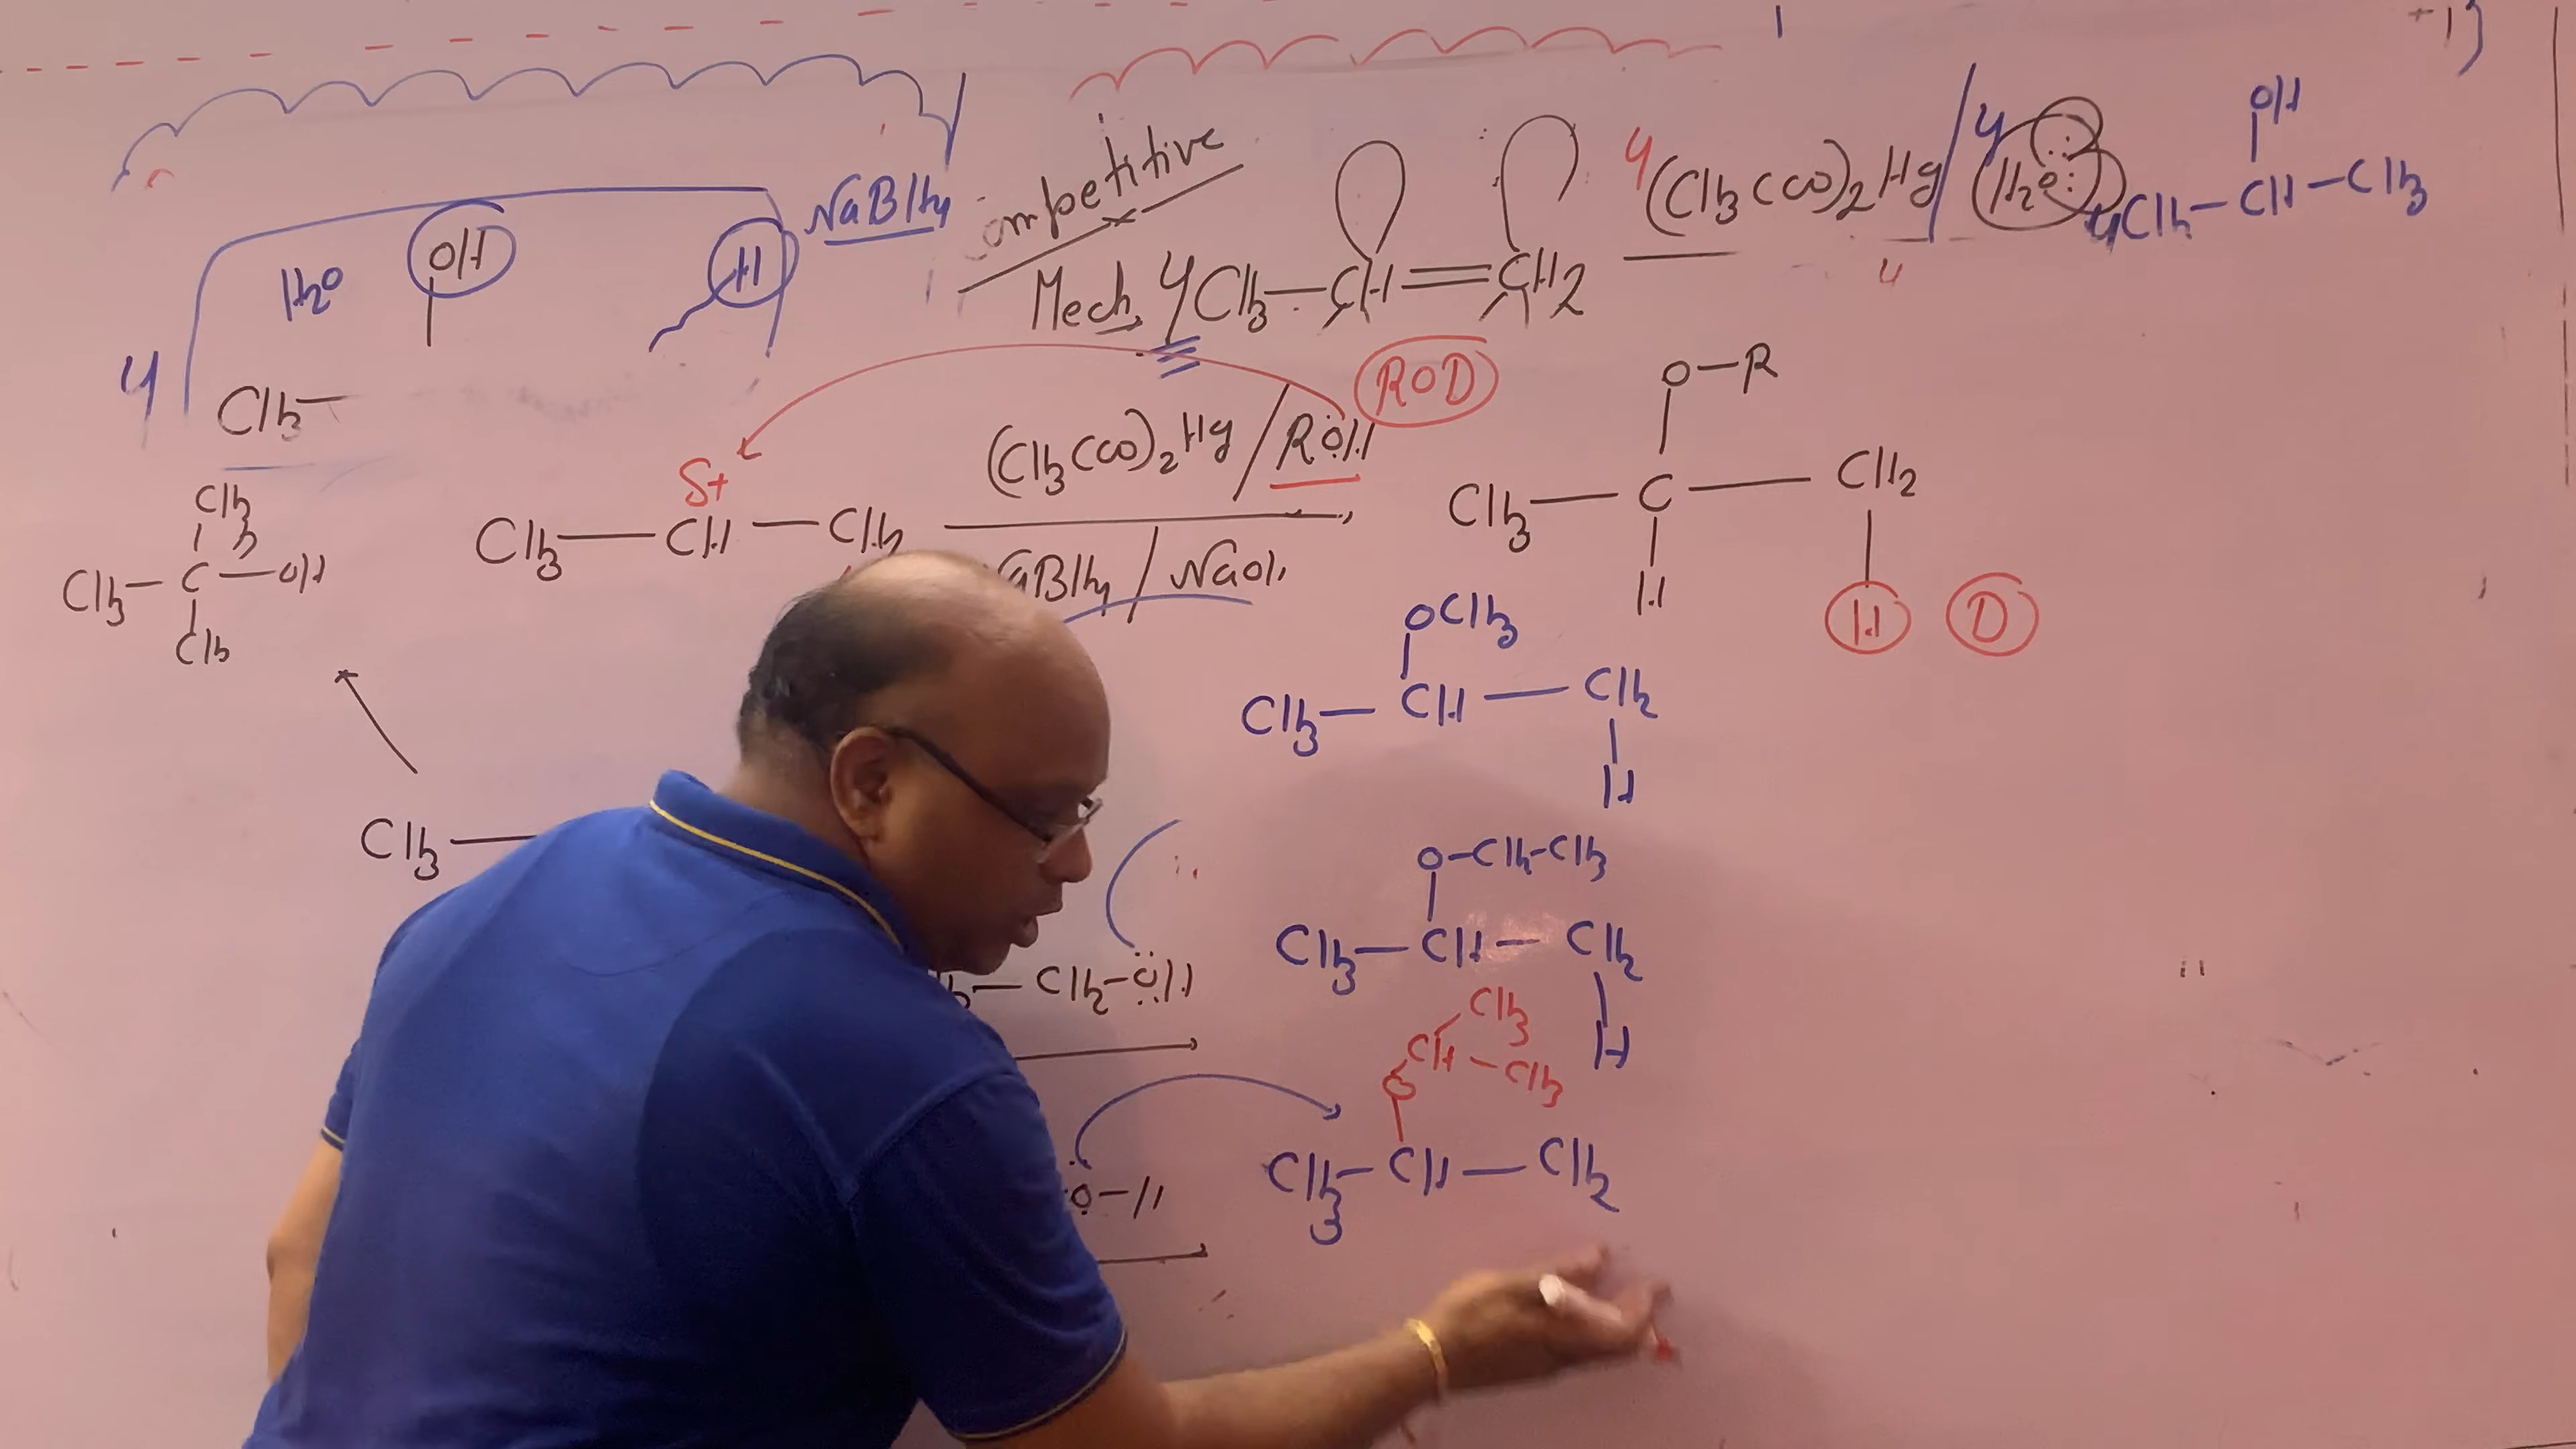 OH
CH3–CH–CH3
NaBH4
competitive
H2O OH H
Mech. CH3–CH=CH2 (CH3COO)2Hg / H2O
CH3–
ROD
O–R
(CH3COO)2Hg / ROH
CH3–C–CH2
δ+
CH3–CH–CH2
H H D
NaBH4 / NaOH
CH3
CH3–C–OH
CH3
OCH3
CH3–CH–CH2
H
CH3–
O–CH2–CH3
CH3–CH–CH2
H
CH2–OH
CH3
CH–CH3
O
CH3–CH–CH2
O–H